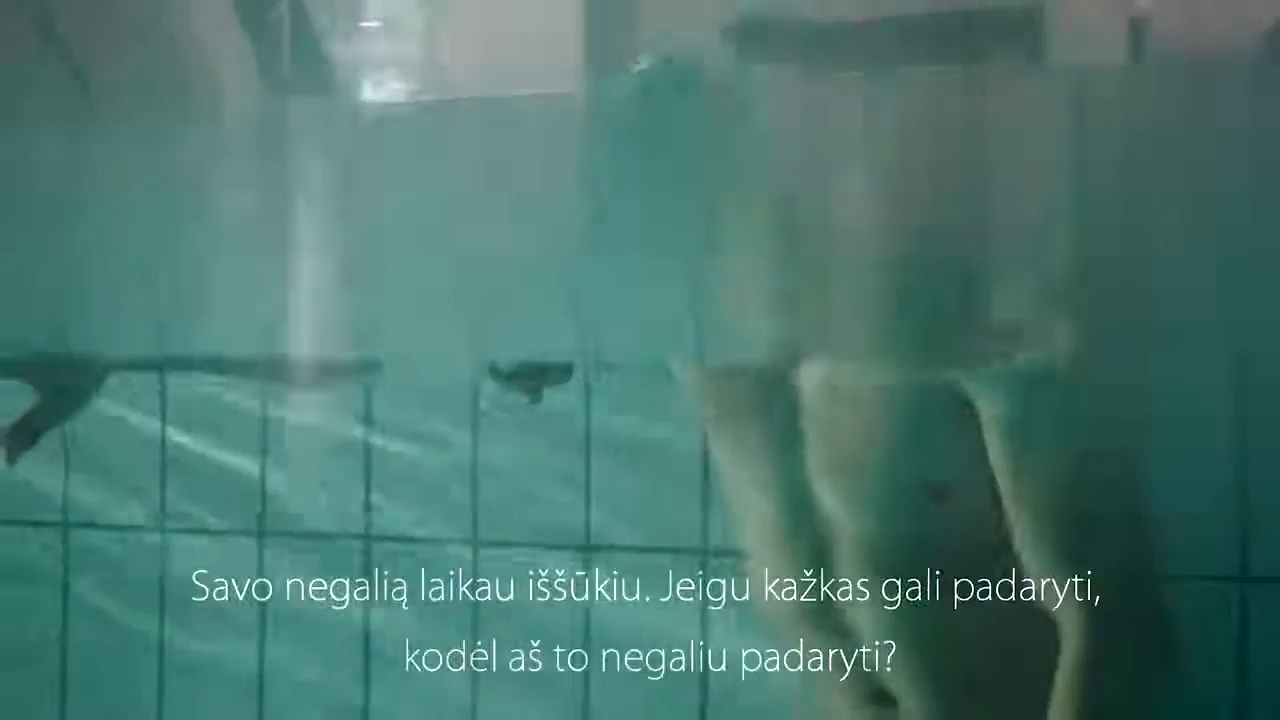 Savo negalią laikau iššūkiu. Jeigu kažkas gali padaryti,
kodėl aš to negaliu padaryti?